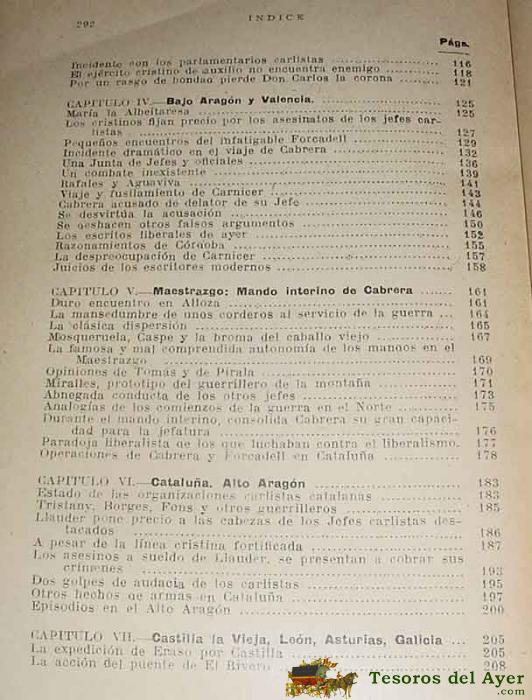 292 INDICE
Págs.
Incidente con los parlamentarios carlistas ... 116
El ejército cristino de auxilio no encuentra enemigo ... 118
Por un rasgo de bondad pierde Don Carlos la corona ... 121
CAPITULO IV.—Bajo Aragón y Valencia. ... 125
María la Albeitaresa ... 125
Los cristinos fijan precio por los asesinatos de los jefes car-
listas ... 127
Pequeños encuentros del infatigable Forcadell ... 129
Incidente dramático en el viaje de Cabrera ... 132
Una Junta de Jefes y oficiales ... 136
Un combate inexistente ... 139
Rafales y Aguaviva ... 141
Viaje y fusilamiento de Carnicer ... 143
Cabrera acusado de delator de su Jefe ... 144
Se desvirtúa la acusación ... 146
Se deshacen otros falsos argumentos ... 150
Los escritos liberales de ayer ... 152
Razonamientos de Córdoba ... 155
La despreocupación de Carnicer ... 157
Juicios de los escritores modernos ... 158
CAPITULO V.—Maestrazgo: Mando interino de Cabrera ... 161
Duro encuentro en Alloza ... 161
La mansedumbre de unos corderos al servicio de la guerra ... 164
La clásica dispersión ... 165
Mosqueruela, Caspe y la broma del caballo viejo ... 167
La famosa y mal comprendida autonomía de los mandos en el
Maestrazgo ... 169
Opiniones de Tomás y de Pirala ... 170
Miralles, prototipo del guerrillero de la montaña ... 171
Abnegada conducta de los otros jefes ... 173
Analogías de los comienzos de la guerra en el Norte ... 175
Durante el mando interino, consolida Cabrera su gran capaci-
dad para la jefatura ... 176
Paradoja liberalista de los que luchaban contra el liberalismo. 177
Operaciones de Cabrera y Forcadell en Cataluña ... 178
CAPITULO VI.—Cataluña. Alto Aragón ... 183
Estado de las organizaciones carlistas catalanas ... 183
Tristany, Borges, Fons y otros guerrilleros ... 185
Llauder pone precio a las cabezas de los Jefes carlistas des-
tacados ... 186
A pesar de la línea cristina fortificada ... 187
Los asesinos a sueldo de Llauder, se presentan a cobrar sus
crímenes ... 193
Dos golpes de audacia de los carlistas ... 195
Otros hechos de armas en Cataluña ... 197
Episodios en el Alto Aragón ... 200
CAPITULO VII.—Castilla la Vieja, León, Asturias, Galicia ... 205
La expedición de Eraso por Castilla ... 205
La acción del puente de El Rivero ... 208
Tesoros del Ayer
.com